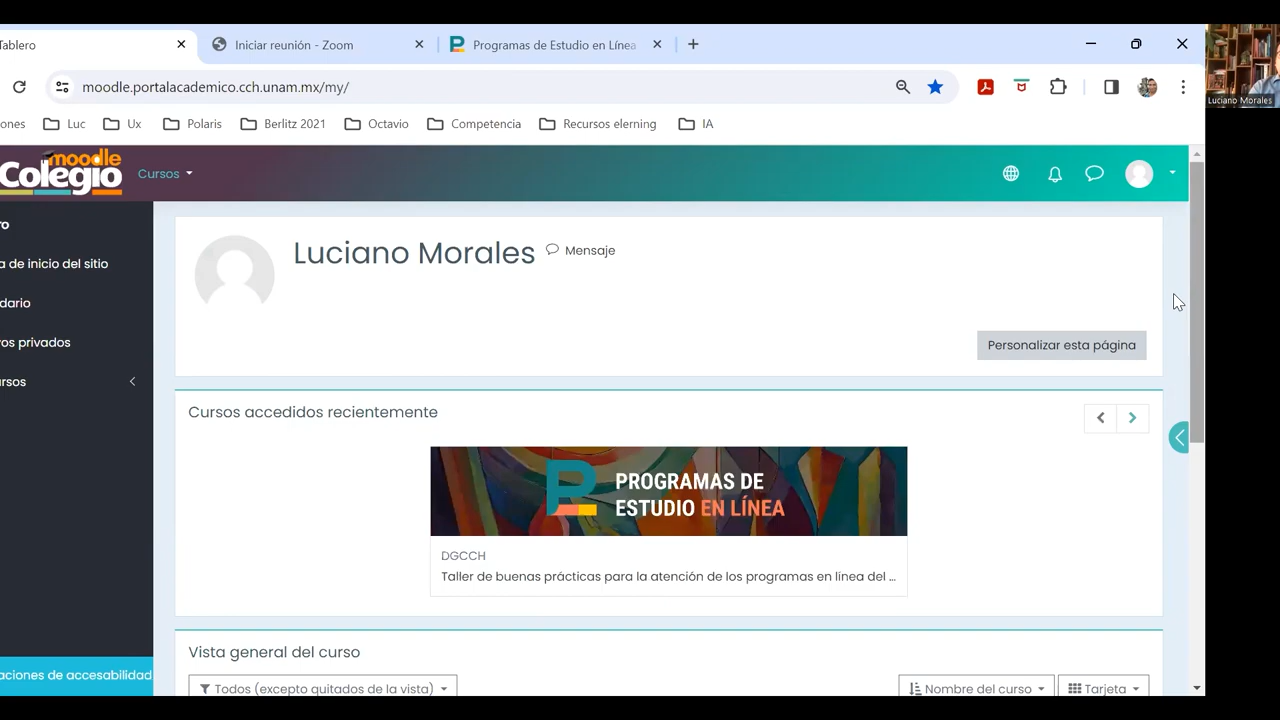 Tablero
Iniciar reunión - Zoom
Programas de Estudio en Línea
moodle.portalacademico.cch.unam.mx/my/
ones
Luc
Ux
Polaris
Berlitz 2021
Octavio
Competencia
Recursos elerning
IA
Luciano Morales
moodle
Colegio
Cursos
ro
a de inicio del sitio
dario
vos privados
rsos
aciones de accesabilidad
Luciano Morales
Mensaje
Personalizar esta página
Cursos accedidos recientemente
PROGRAMAS DE
ESTUDIO EN LÍNEA
DGCCH
Taller de buenas prácticas para la atención de los programas en línea del ...
Vista general del curso
Todos (excepto quitados de la vista)
Nombre del curso
Tarjeta